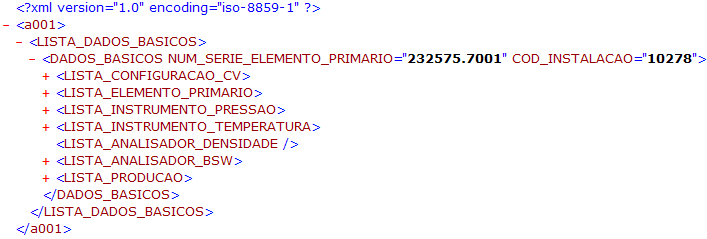 <?xml version="1.0" encoding="iso-8859-1" ?>
- <a001>
- <LISTA_DADOS_BASICOS>
- <DADOS_BASICOS NUM_SERIE_ELEMENTO_PRIMARIO="232575.7001" COD_INSTALACAO="10278">
+ <LISTA_CONFIGURACAO_CV>
+ <LISTA_ELEMENTO_PRIMARIO>
+ <LISTA_INSTRUMENTO_PRESSAO>
+ <LISTA_INSTRUMENTO_TEMPERATURA>
<LISTA_ANALISADOR_DENSIDADE />
+ <LISTA_ANALISADOR_BSW>
+ <LISTA_PRODUCAO>
</DADOS_BASICOS>
</LISTA_DADOS_BASICOS>
</a001>